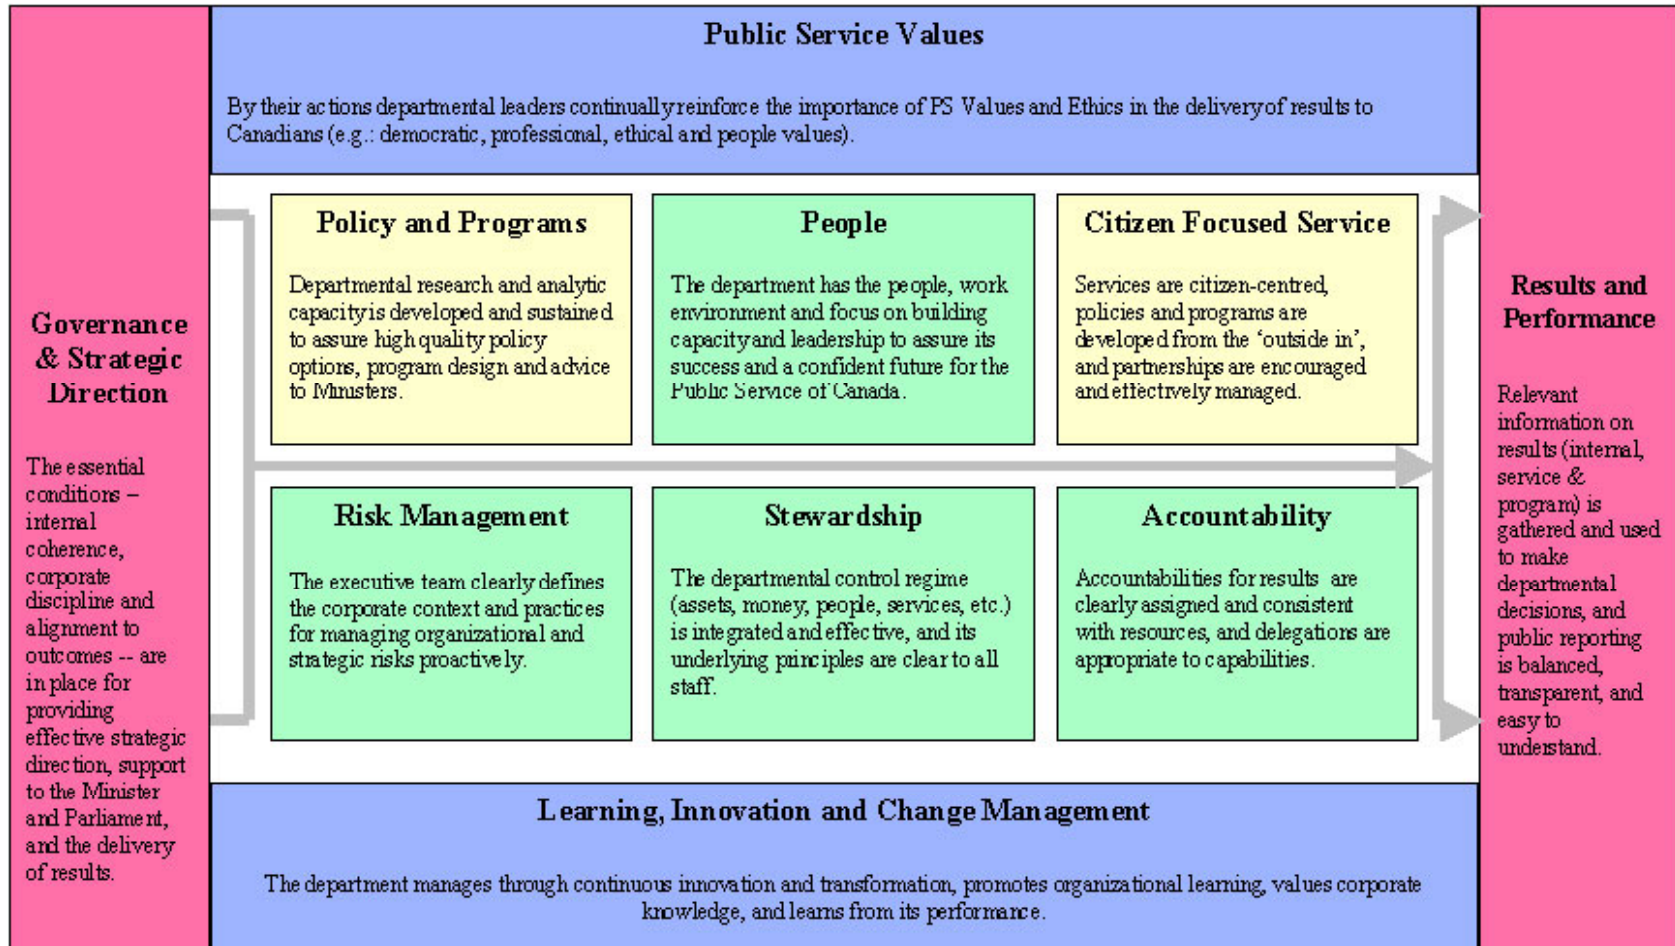 Public Service Values
By their actions departmental leaders continually reinforce the importance of PS Values and Ethics in the delivery of results to
Canadians (e.g.: democratic, professional, ethical and people values).
Governance
& Strategic
Direction
The essential
conditions –
internal
coherence,
corporate
discipline and
alignment to
outcomes -- are
in place for
providing
effective strategic
direction, support
to the Minister
and Parliament,
and the delivery
of results.
Policy and Programs
Departmental research and analytic
capacity is developed and sustained
to assure high quality policy
options, program design and advice
to Ministers.
People
The department has the people, work
environment and focus on building
capacity and leadership to assure its
success and a confident future for the
Public Service of Canada.
Citizen Focused Service
Services are citizen-centred,
policies and programs are
developed from the ‘outside in’,
and partnerships are encouraged
and effectively managed.
Risk Management
The executive team clearly defines
the corporate context and practices
for managing organizational and
strategic risks proactively.
Stewardship
The departmental control regime
(assets, money, people, services, etc.)
is integrated and effective, and its
underlying principles are clear to all
staff.
Accountability
Accountabilities for results are
clearly assigned and consistent
with resources, and delegations are
appropriate to capabilities.
Results and
Performance
Relevant
information on
results (internal,
service &
program) is
gathered and used
to make
departmental
decisions, and
public reporting
is balanced,
transparent, and
easy to
understand.
Learning, Innovation and Change Management
The department manages through continuous innovation and transformation, promotes organizational learning, values corporate
knowledge, and learns from its performance.